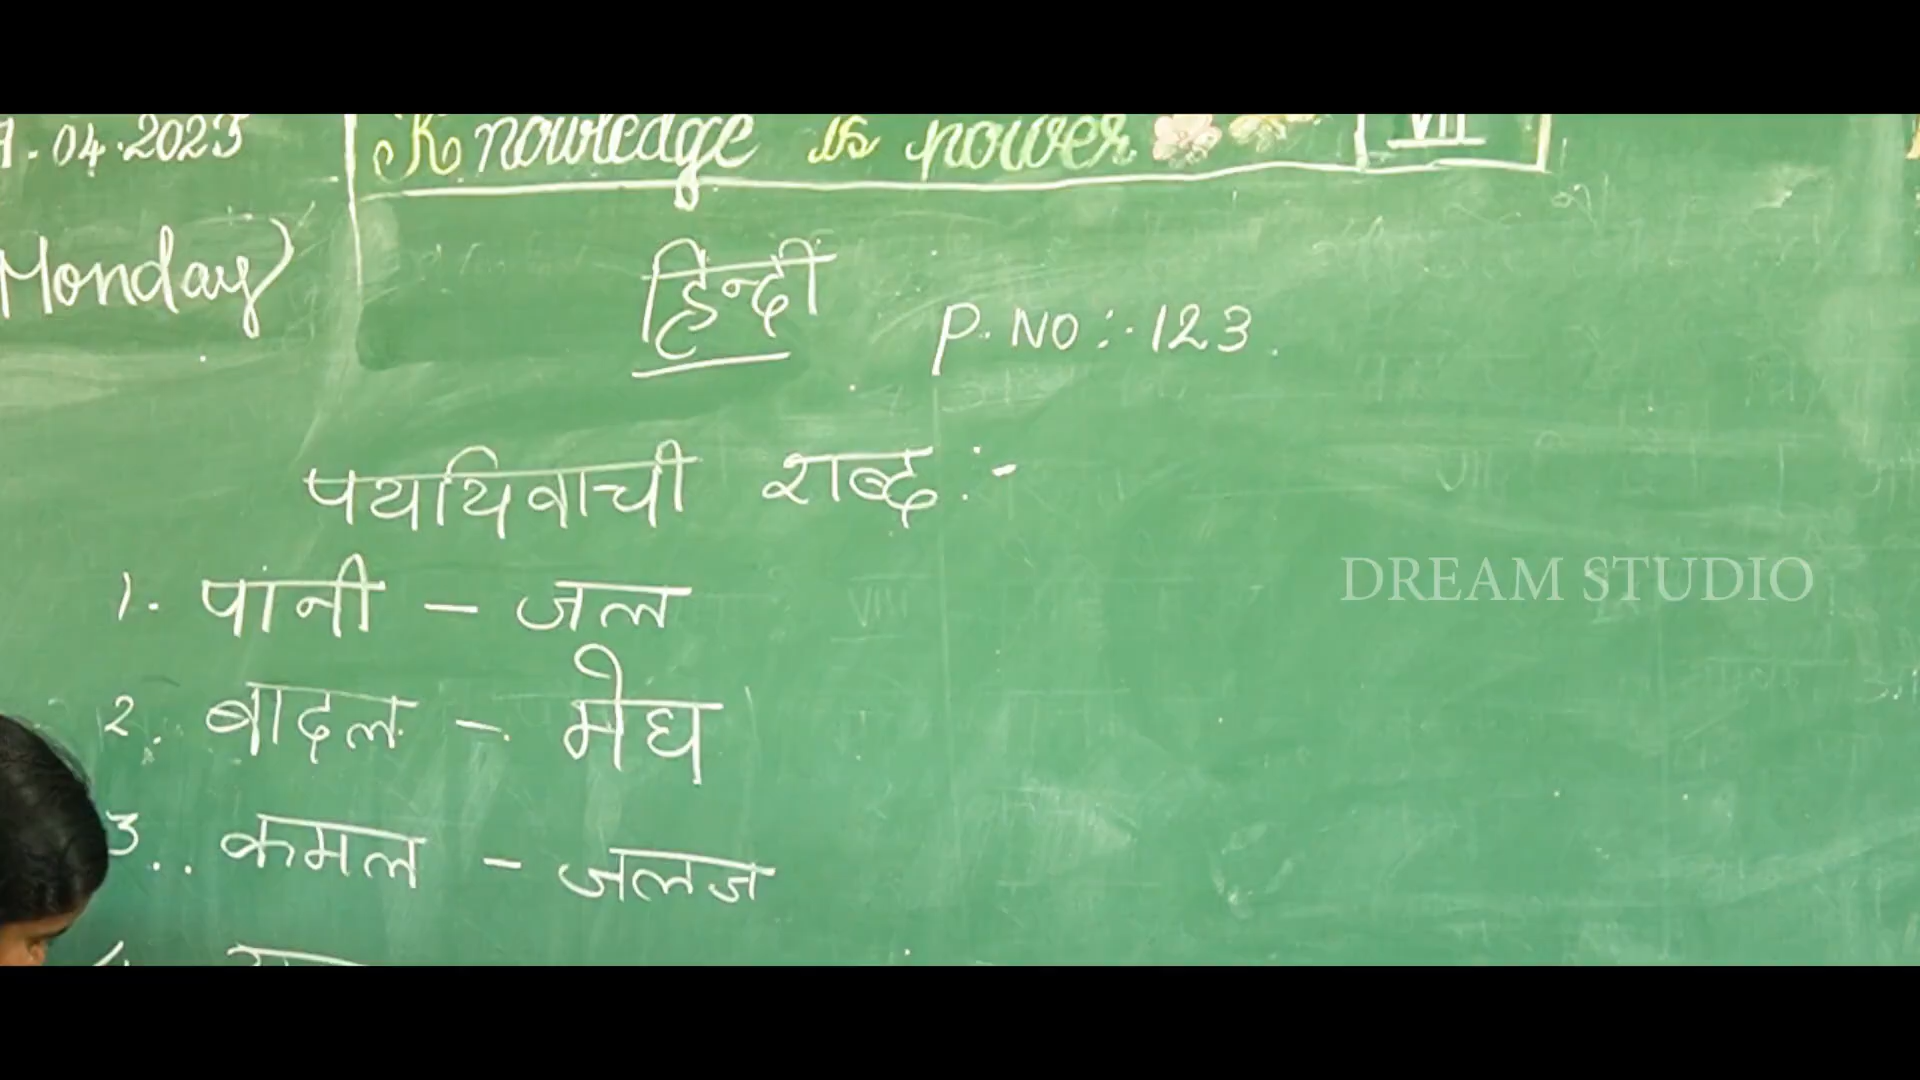 04.2023
Knowledge is power
VII
Monday
हिन्दी
P. NO :- 123
पर्यायवाची शब्द :-
1. पानी - जल
2. बादल - मेघ
3. कमल - जलज
DREAM STUDIO